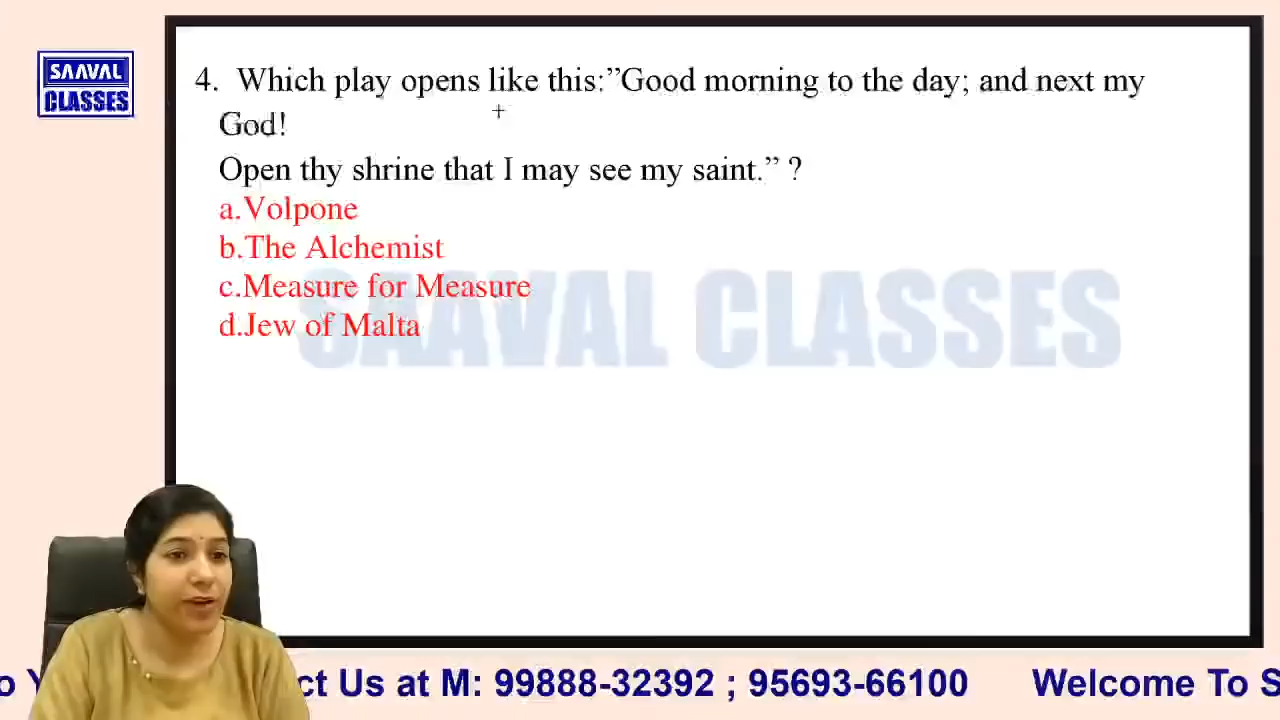 SAAVAL
CLASSES
4. Which play opens like this:”Good morning to the day; and next my
God!
Open thy shrine that I may see my saint.” ?
a.Volpone
b.The Alchemist
c.Measure for Measure
d.Jew of Malta
SAAVAL CLASSES
ct Us at M: 99888-32392 ; 95693-66100 Welcome To S